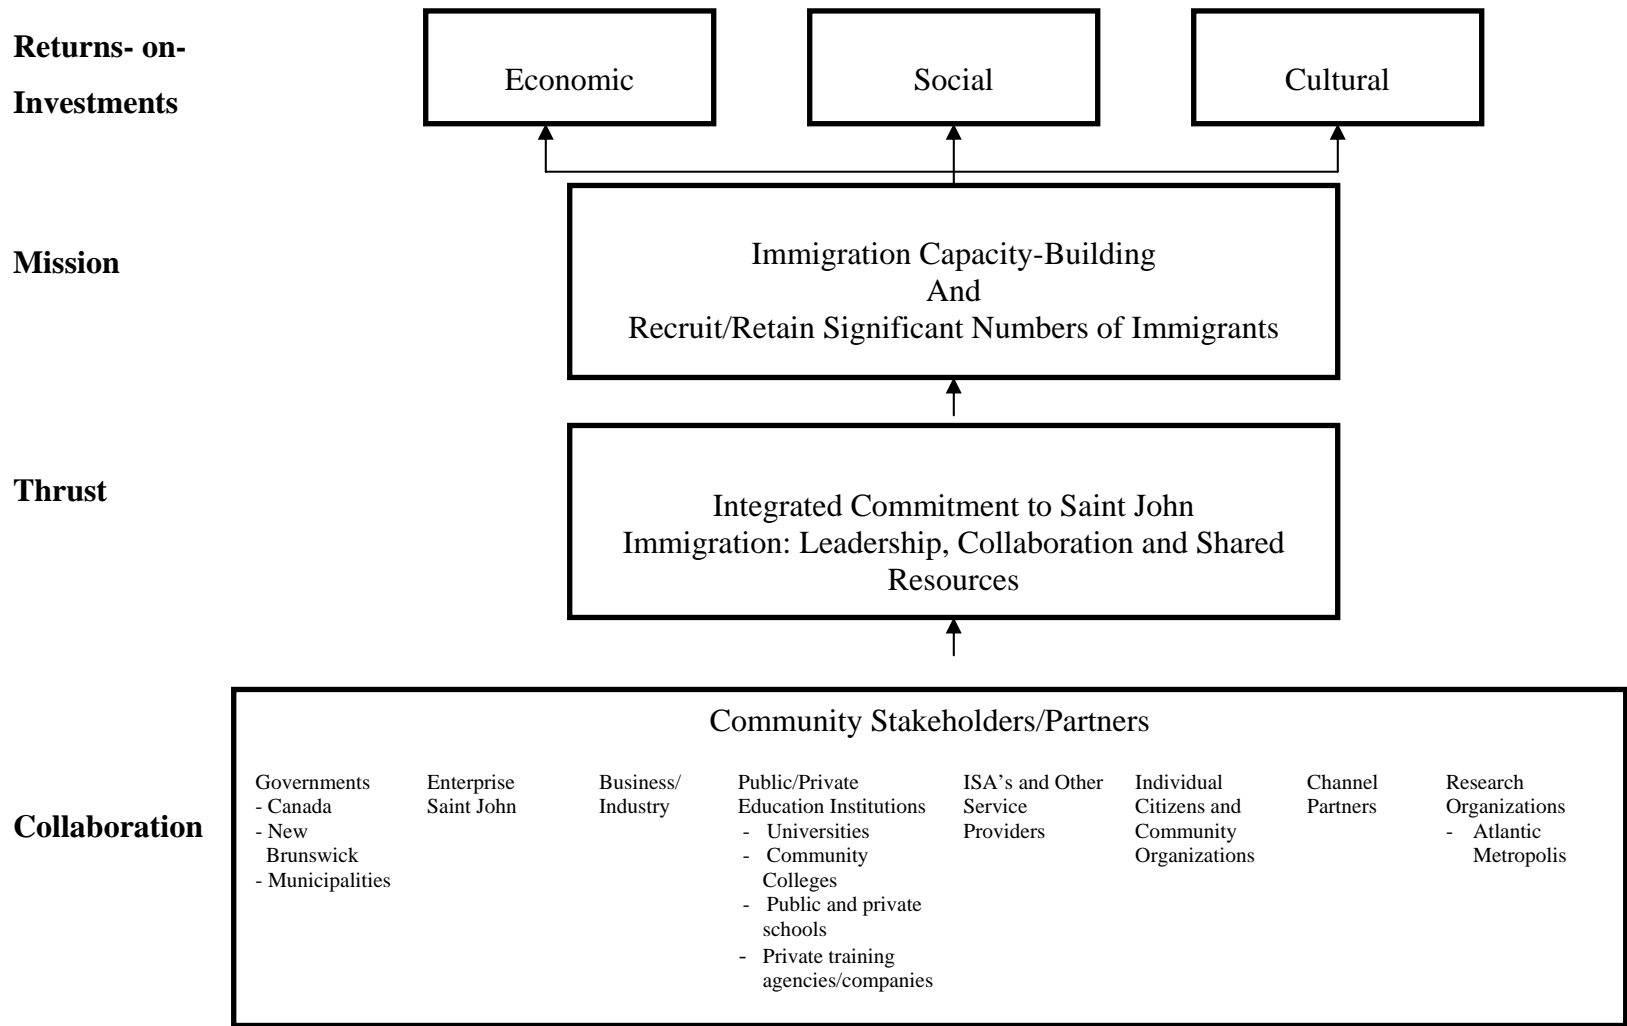 Returns- on-
Investments
Economic
Social
Cultural
Mission
Immigration Capacity-Building
And
Recruit/Retain Significant Numbers of Immigrants
Thrust
Integrated Commitment to Saint John
Immigration: Leadership, Collaboration and Shared
Resources
Collaboration
Community Stakeholders/Partners
Governments
- Canada
- New
Brunswick
- Municipalities
Enterprise
Saint John
Business/
Industry
Public/Private
Education Institutions
- Universities
- Community
Colleges
- Public and private
schools
- Private training
agencies/companies
ISA’s and Other
Service
Providers
Individual
Citizens and
Community
Organizations
Channel
Partners
Research
Organizations
- Atlantic
Metropolis